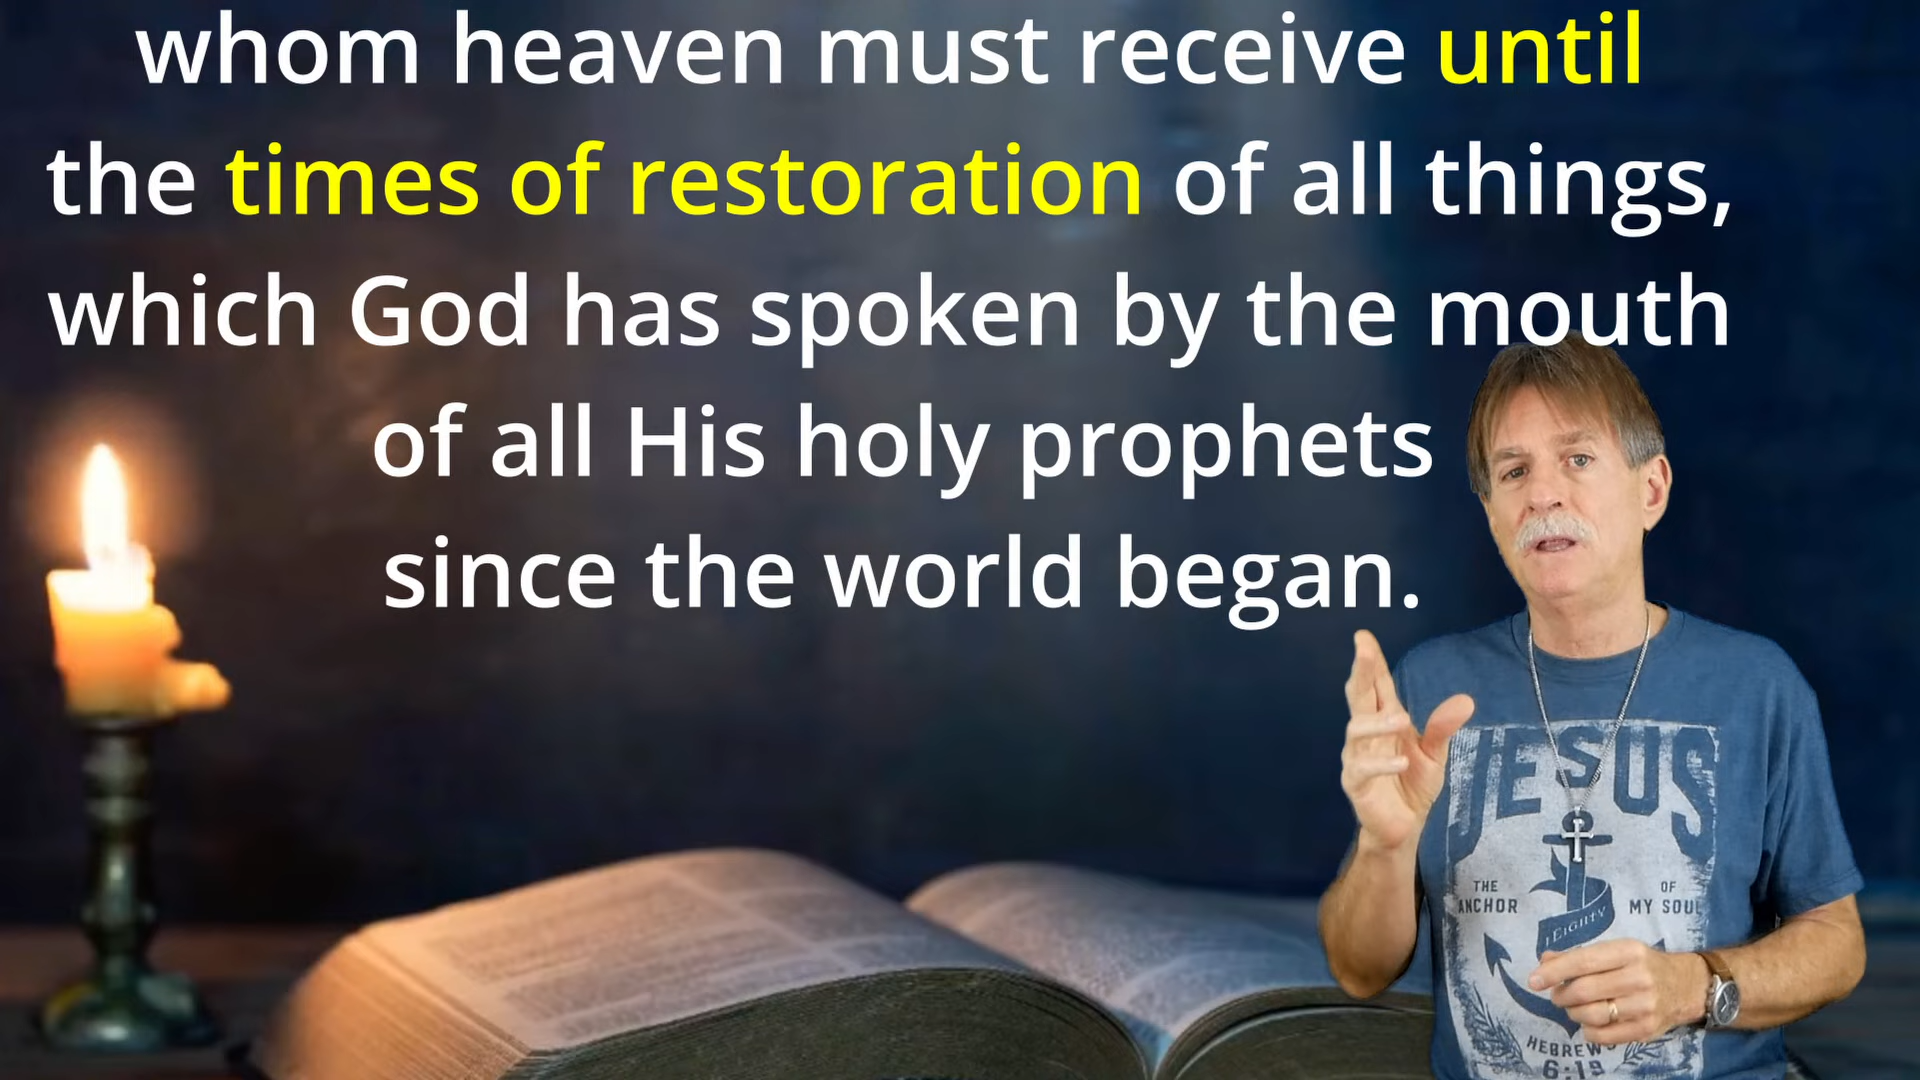 whom heaven must receive until
the times of restoration of all things,
which God has spoken by the mouth
of all His holy prophets
since the world began.
JESUS
THE
ANCHOR
OF
MY SOUL
HEBREWS
6:19